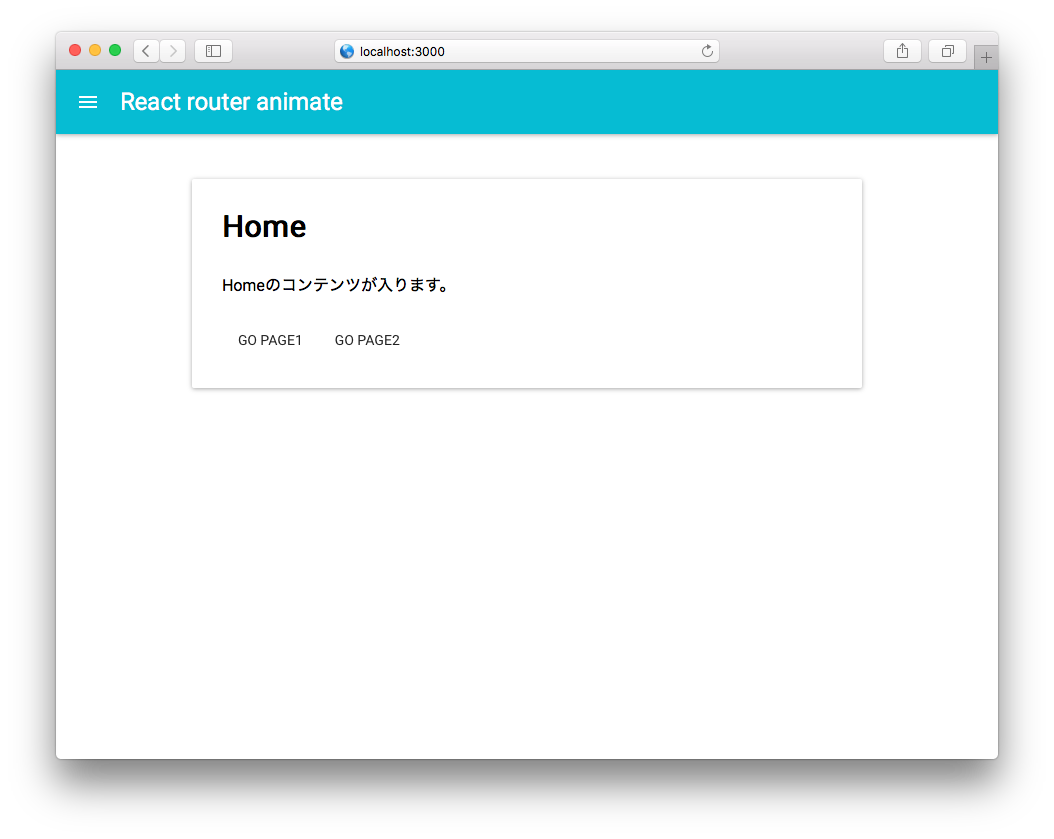 localhost:3000
React router animate
Home
Homeのコンテンツが入ります。
GO PAGE1 GO PAGE2